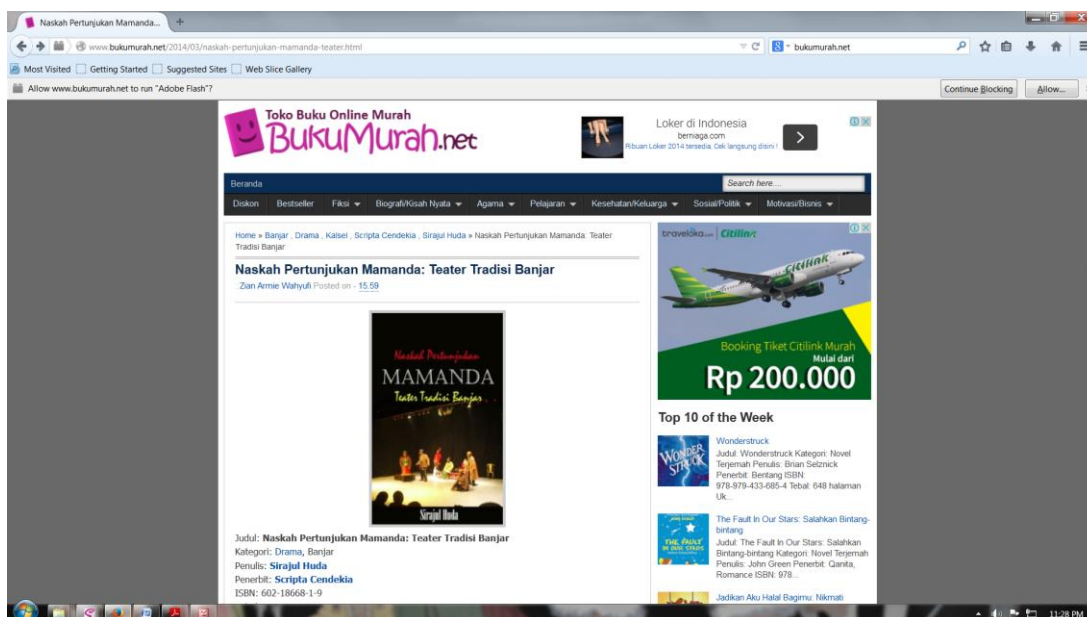 Naskah Pertunjukan Mamanda... +
www.bukumurah.net/2014/03/naskah-pertunjukan-mamanda-teater.html
bukumurah.net
Most Visited Getting Started Suggested Sites Web Slice Gallery
Allow www.bukumurah.net to run "Adobe Flash"?
Continue Blocking Allow...
Toko Buku Online Murah
BukuMurah.net
Loker di Indonesia
berniaga.com
Ribuan Loker 2014 tersedia. Cek langsung disini !
Beranda
Search here....
Diskon Bestseller Fiksi Biografi/Kisah Nyata Agama Pelajaran Kesehatan/Keluarga Sosial/Politik Motivasi/Bisnis
Home » Banjar , Drama , Kalsel , Scripta Cendekia , Sirajul Huda » Naskah Pertunjukan Mamanda: Teater
Tradisi Banjar
Naskah Pertunjukan Mamanda: Teater Tradisi Banjar
Zian Armie Wahyufi Posted on - 15.59
Naskah Pertunjukan
MAMANDA
Teater Tradisi Banjar
Sirajul Huda
Judul: Naskah Pertunjukan Mamanda: Teater Tradisi Banjar
Kategori: Drama, Banjar
Penulis: Sirajul Huda
Penerbit: Scripta Cendekia
ISBN: 602-18668-1-9
traveloka Citilink
CITILINK
Booking Tiket Citilink Murah
Mulai dari
Rp 200.000
Top 10 of the Week
WONDER
STRUCK
Wonderstruck
Judul: Wonderstruck Kategori: Novel
Terjemah Penulis: Brian Selznick
Penerbit: Bentang ISBN:
978-979-433-685-4 Tebal: 648 halaman
Uk...
THE FAULT
IN OUR STARS
The Fault In Our Stars: Salahkan Bintang-
bintang
Judul: The Fault In Our Stars: Salahkan
Bintang-bintang Kategori: Novel Terjemah
Penulis: John Green Penerbit: Qanita,
Romance ISBN: 978...
Jadikan Aku Halal Bagimu: Nikmati
11:28 PM